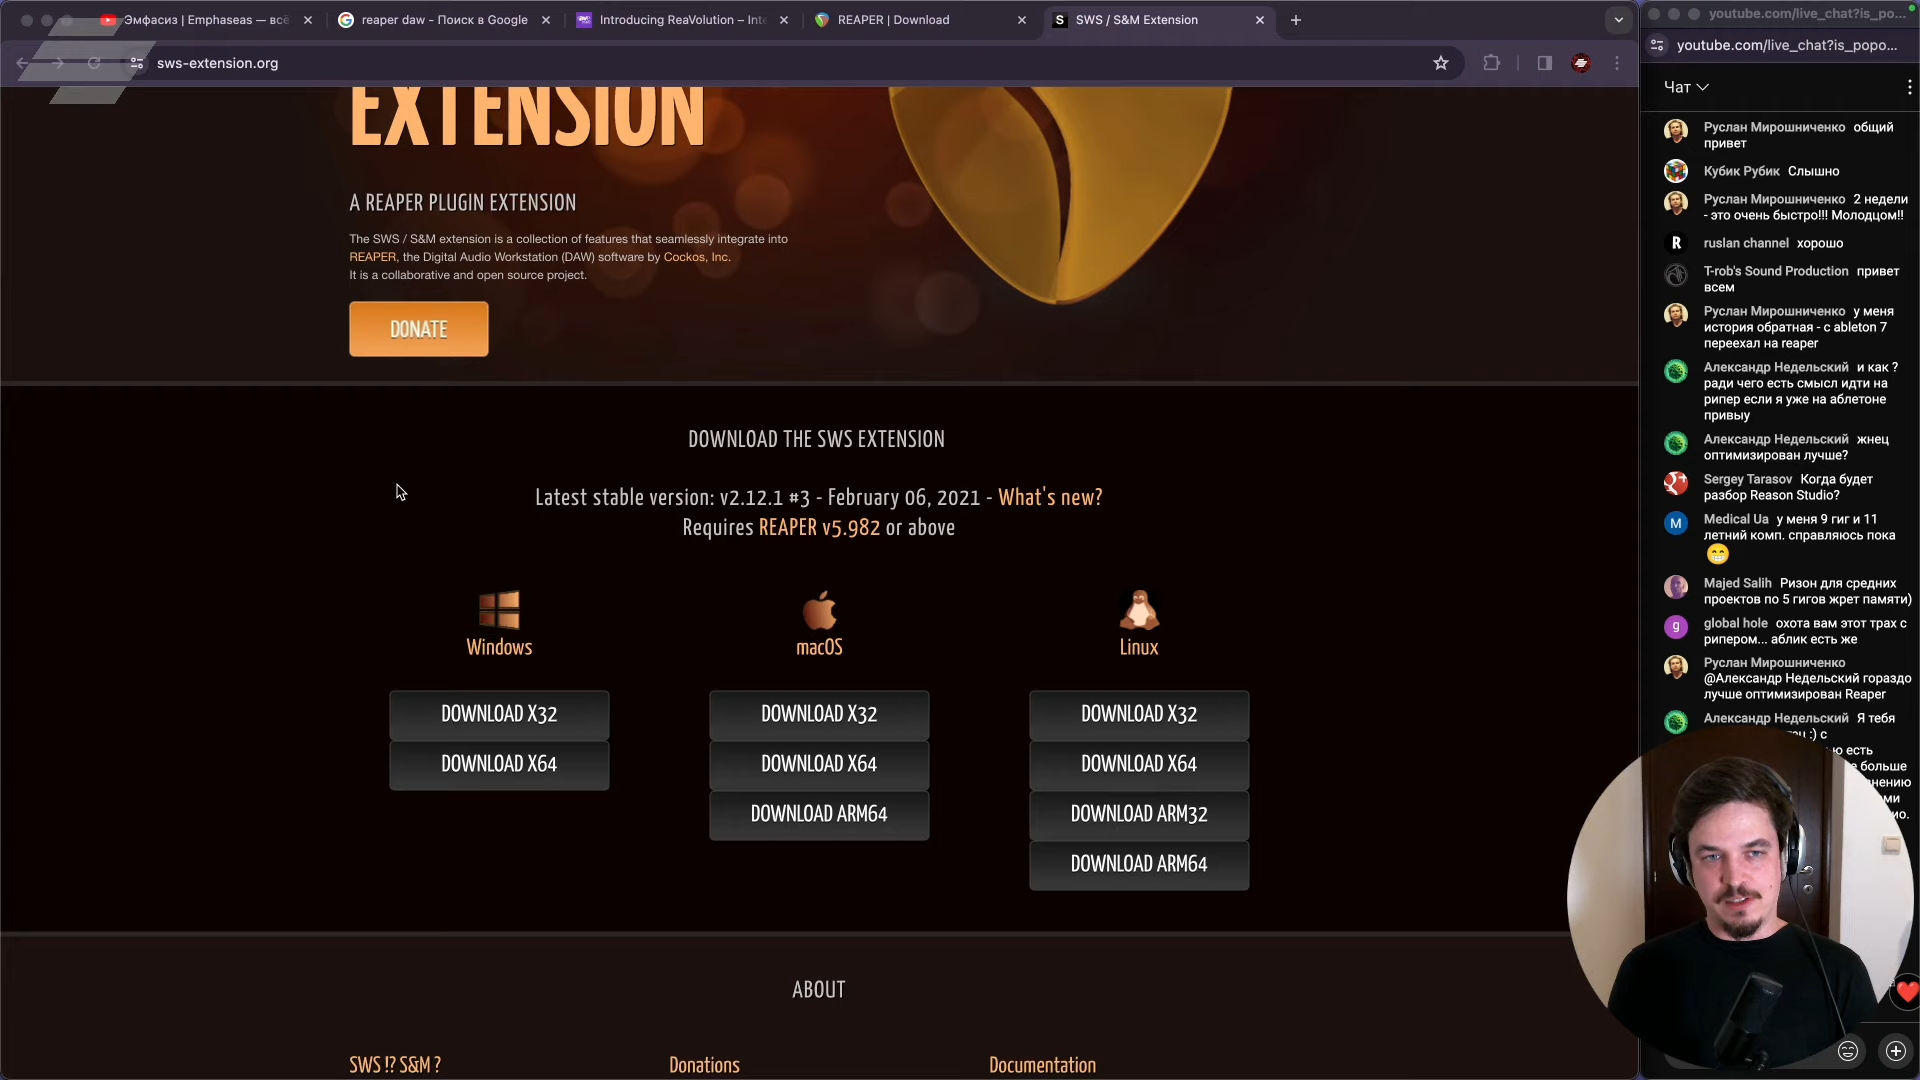 Эмфасиз | Emphaseas — всё
reaper daw - Поиск в Google
Introducing ReaVolution – Inte
REAPER | Download
SWS / S&M Extension
youtube.com/live_chat?is_po...
sws-extension.org
youtube.com/live_chat?is_popo...
EXTENSION
A REAPER PLUGIN EXTENSION
The SWS / S&M extension is a collection of features that seamlessly integrate into
REAPER, the Digital Audio Workstation (DAW) software by Cockos, Inc.
It is a collaborative and open source project.
DONATE
DOWNLOAD THE SWS EXTENSION
Latest stable version: v2.12.1 #3 - February 06, 2021 - What's new?
Requires REAPER v5.982 or above
Windows
DOWNLOAD X32
DOWNLOAD X64
macOS
DOWNLOAD X32
DOWNLOAD X64
DOWNLOAD ARM64
Linux
DOWNLOAD X32
DOWNLOAD X64
DOWNLOAD ARM32
DOWNLOAD ARM64
ABOUT
SWS !? S&M ?
Donations
Documentation
Чат
Руслан Мирошниченко общий
привет
Кубик Рубик Слышно
Руслан Мирошниченко 2 недели
- это очень быстро!!! Молодцом!!
ruslan channel хорошо
T-rob's Sound Production привет
всем
Руслан Мирошниченко у меня
история обратная - с ableton 7
переехал на reaper
Александр Недельский и как ?
ради чего есть смысл идти на
рипер если я уже на аблетоне
привыу
Александр Недельский жнец
оптимизирован лучше?
Sergey Tarasov Когда будет
разбор Reason Studio?
Medical Ua у меня 9 гиг и 11
летний комп. справляюсь пока
Majed Salih Ризон для средних
проектов по 5 гигов жрет памяти)
global hole охота вам этот трах с
рипером... аблик есть же
Руслан Мирошниченко
@Александр Недельский гораздо
лучше оптимизирован Reaper
Александр Недельский Я тебя
:) с
есть
больше